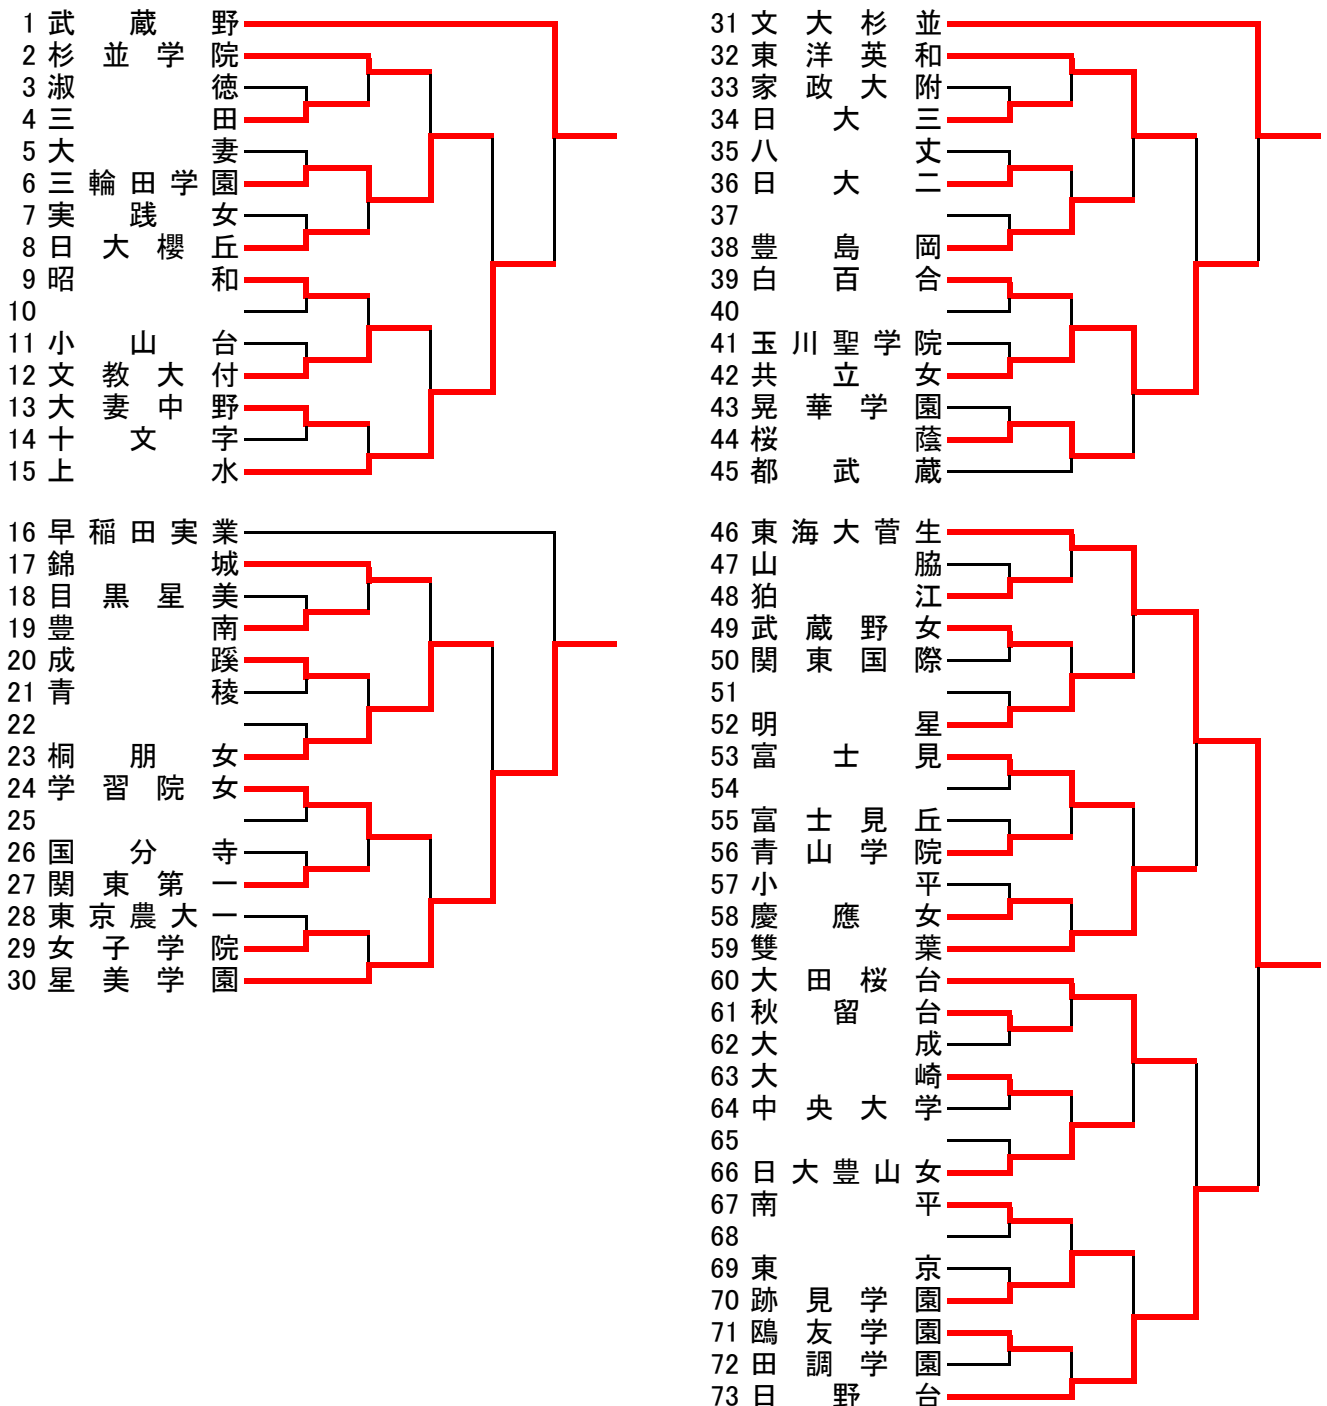 1 武蔵野
2 杉並学院
3 淑徳
4 三田
5 大妻
6 三輪田学園
7 実践女
8 日大櫻丘
9 昭和
10
11 小山台
12 文教大付
13 大妻中野
14 十文字
15 上水
16 早稲田実業
17 錦城
18 目黒星美
19 豊南
20 成蹊
21 青稜
22
23 桐朋女
24 学習院女
25
26 国分寺
27 関東第一
28 東京農大一
29 女子学院
30 星美学園
31 文大杉並
32 東洋英和
33 家政大附
34 日大三
35 八丈
36 日大二
37
38 豊島岡
39 白百合
40
41 玉川聖学院
42 共立女
43 晃華学園
44 桜蔭
45 都武蔵
46 東海大菅生
47 山脇
48 狛江
49 武蔵野女
50 関東国際
51
52 明星
53 富士見
54
55 富士見丘
56 青山学院
57 小平
58 慶應女
59 雙葉
60 大田桜台
61 秋留台
62 大成
63 大崎
64 中央大学
65
66 日大豊山女
67 南平
68
69 東京
70 跡見学園
71 鴎友学園
72 田調学園
73 日野台